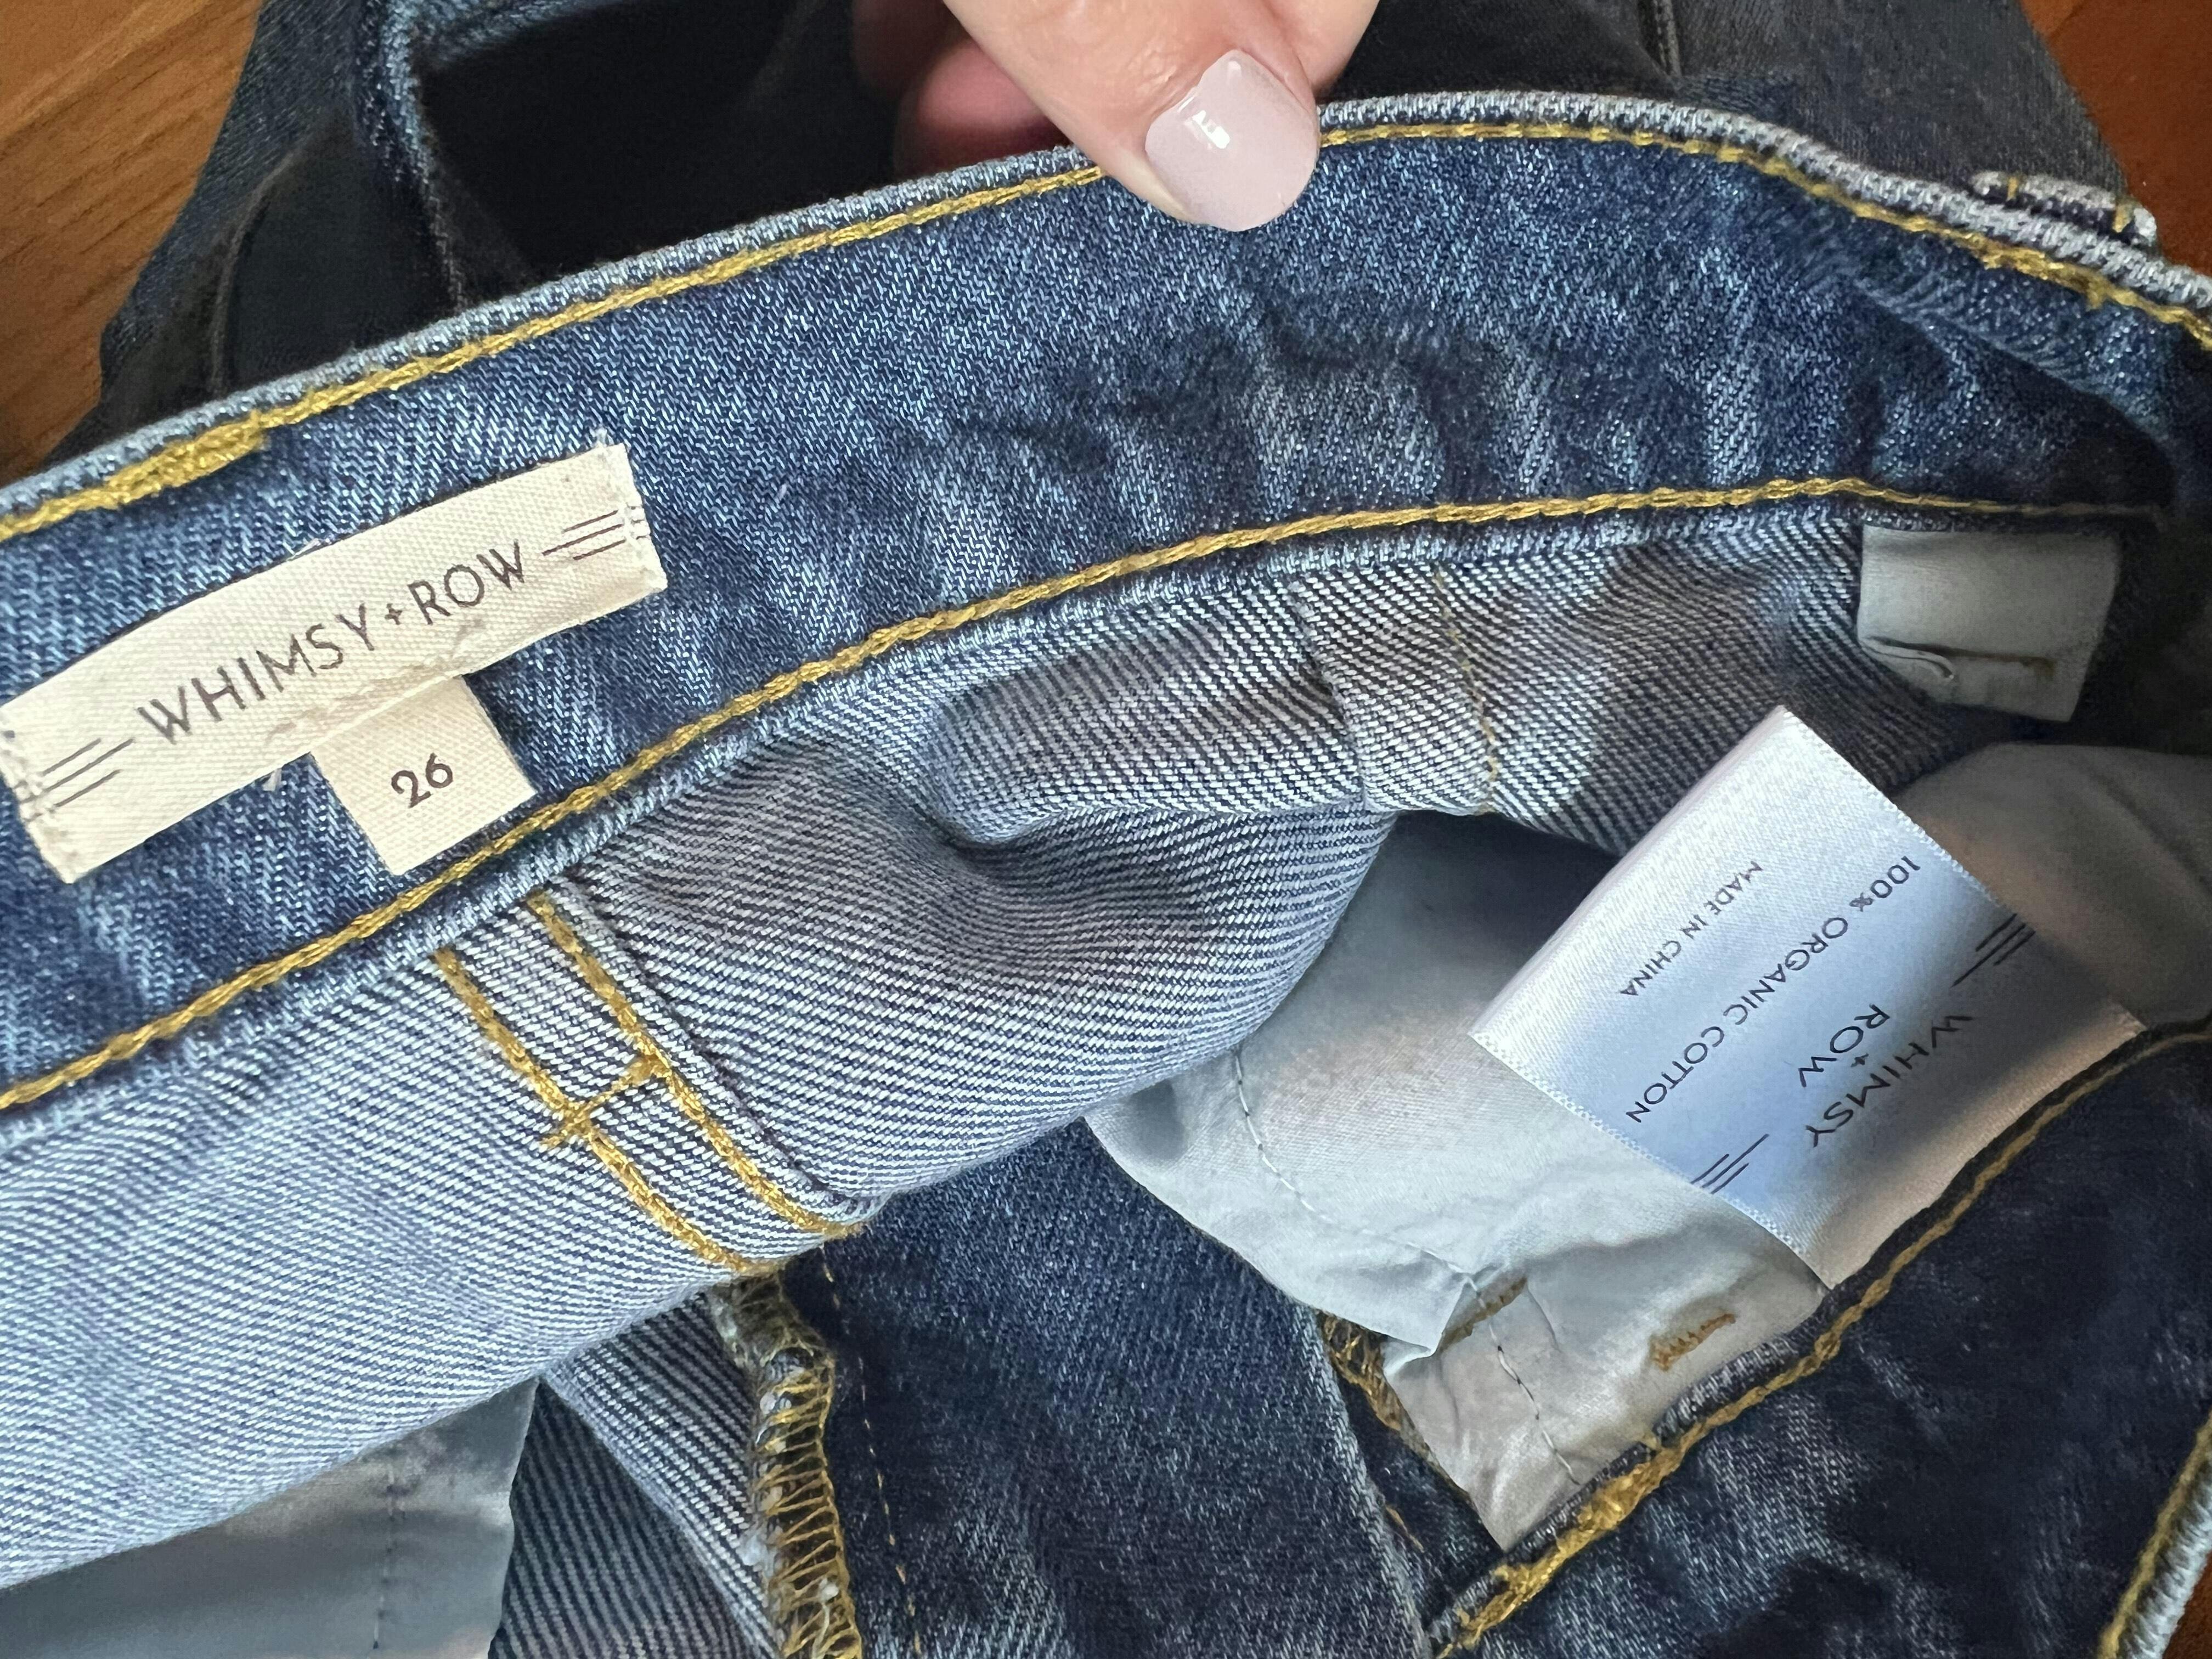 WHIMSY + ROW
26
WHIMSY
+
ROW
100% ORGANIC COTTON
MADE IN CHINA